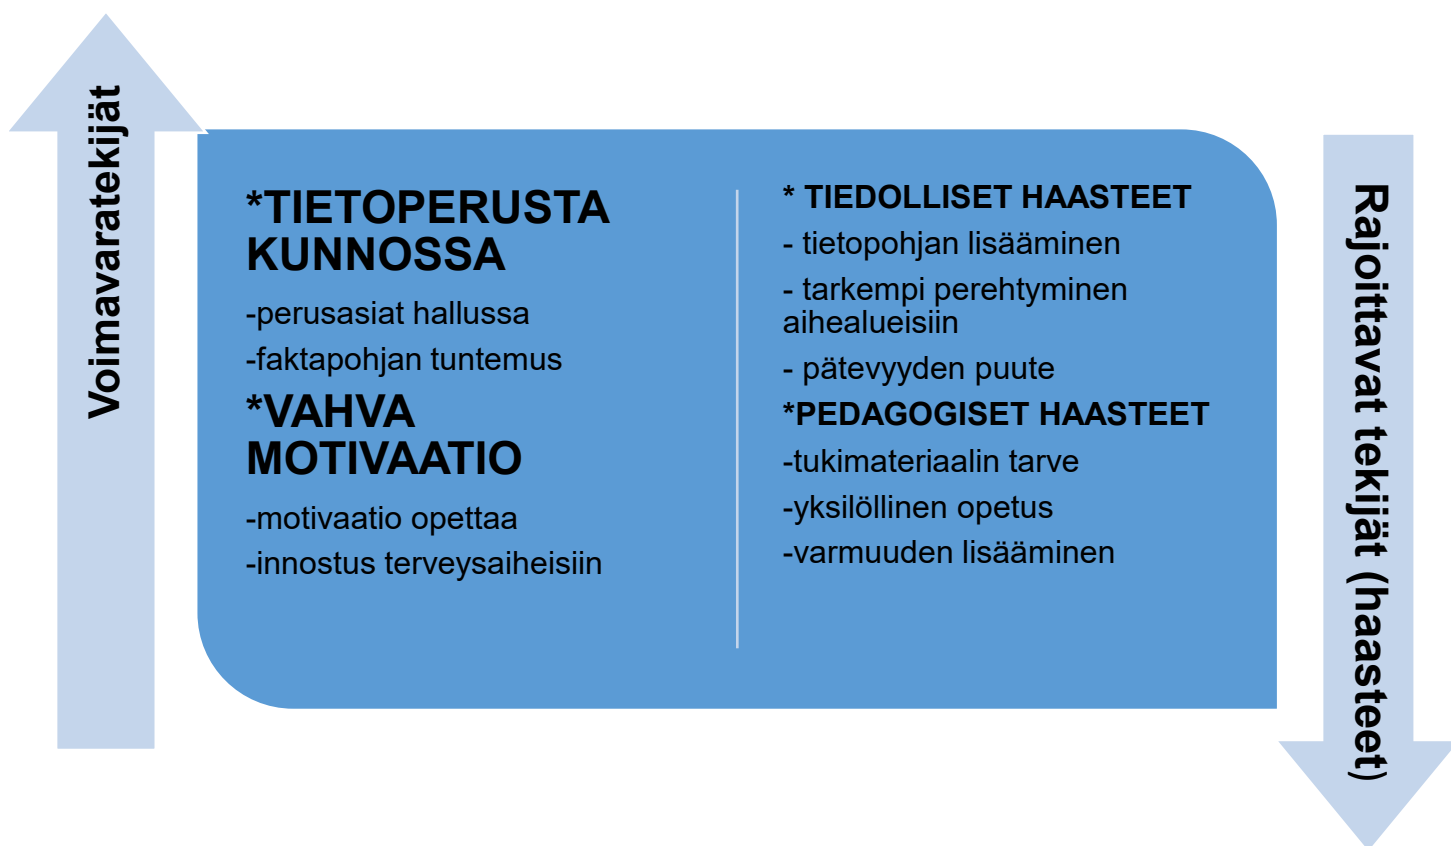 Voimavaratekijät
*TIETOPERUSTA
KUNNOSSA
-perusasiat hallussa
-faktapohjan tuntemus
*VAHVA
MOTIVAATIO
-motivaatio opettaa
-innostus terveysaiheisiin
* TIEDOLLISET HAASTEET
- tietopohjan lisääminen
- tarkempi perehtyminen
aihealueisiin
- pätevyyden puute
*PEDAGOGISET HAASTEET
-tukimateriaalin tarve
-yksilöllinen opetus
-varmuuden lisääminen
Rajoittavat tekijät (haasteet)